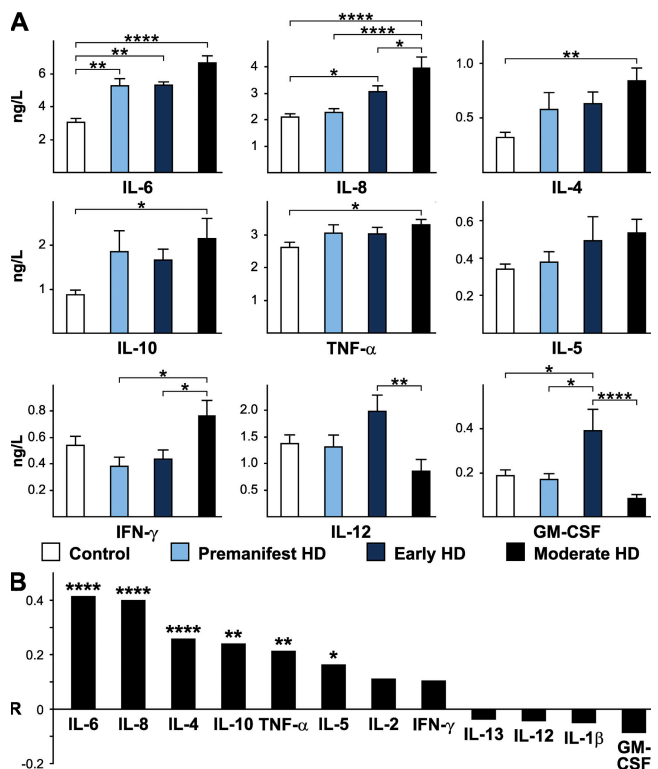 A
**** ** **
ng/L
6
4
2
IL-6
**** **** * *
4
3
2
1
IL-8
**
1.0
0.5
IL-4
*
ng/L
2
1
IL-10
*
3
2
1
TNF-α
0.6
0.4
0.2
IL-5
* *
ng/L
0.8
0.6
0.4
0.2
IFN-γ
**
2.0
1.5
1.0
0.5
IL-12
* * ****
0.4
0.2
GM-CSF
Control Premanifest HD Early HD Moderate HD
B
0.4
0.2
R 0
-0.2
**** **** **** ** ** *
IL-6 IL-8 IL-4 IL-10 TNF-α IL-5 IL-2 IFN-γ
IL-13 IL-12 IL-1β GM-
CSF